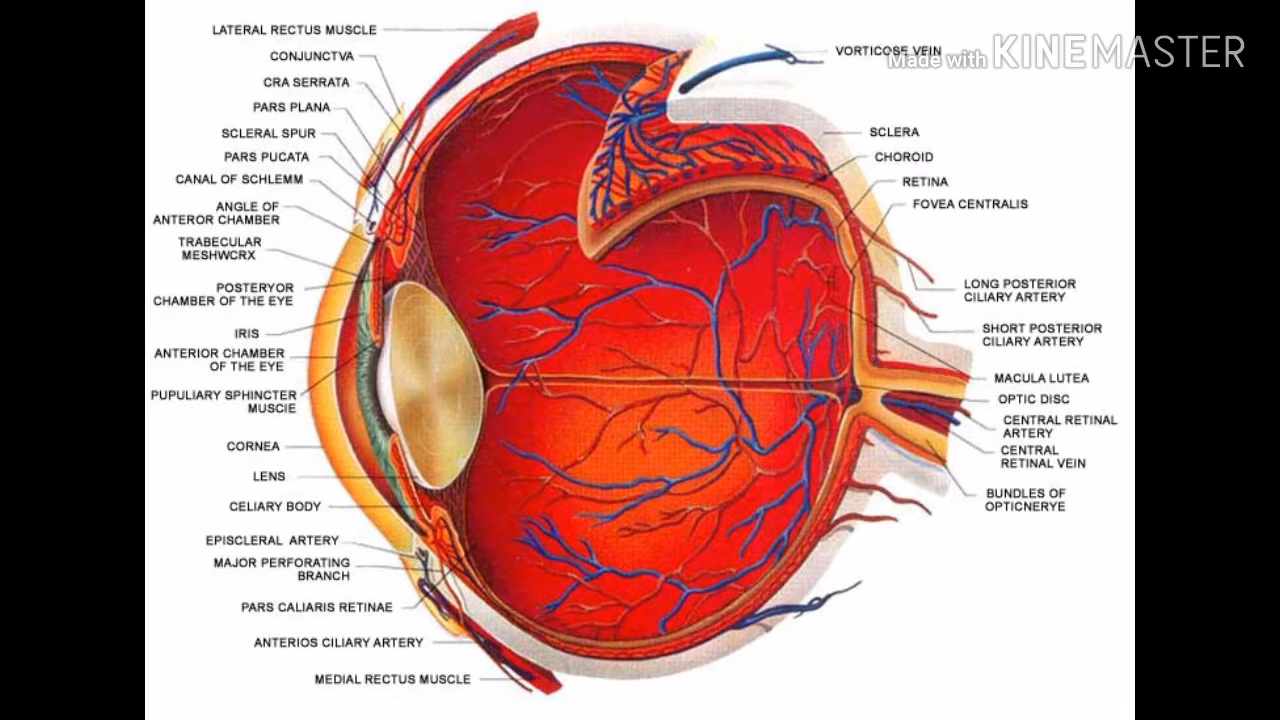 LATERAL RECTUS MUSCLE
CONJUNCTVA
CRA SERRATA
PARS PLANA
SCLERAL SPUR
PARS PUCATA
CANAL OF SCHLEMM
ANGLE OF
ANTEROR CHAMBER
TRABECULAR
MESHWCRX
POSTERYOR
CHAMBER OF THE EYE
IRIS
ANTERIOR CHAMBER
OF THE EYE
PUPULIARY SPHINCTER
MUSCIE
CORNEA
LENS
CELIARY BODY
EPISCLERAL ARTERY
MAJOR PERFORATING
BRANCH
PARS CALIARIS RETINAE
ANTERIOS CILIARY ARTERY
MEDIAL RECTUS MUSCLE
VORTICOSE VEIN
Made with KINEMASTER
SCLERA
CHOROID
RETINA
FOVEA CENTRALIS
LONG POSTERIOR
CILIARY ARTERY
SHORT POSTERIOR
CILIARY ARTERY
MACULA LUTEA
OPTIC DISC
CENTRAL RETINAL
ARTERY
CENTRAL
RETINAL VEIN
BUNDLES OF
OPTICNERYE